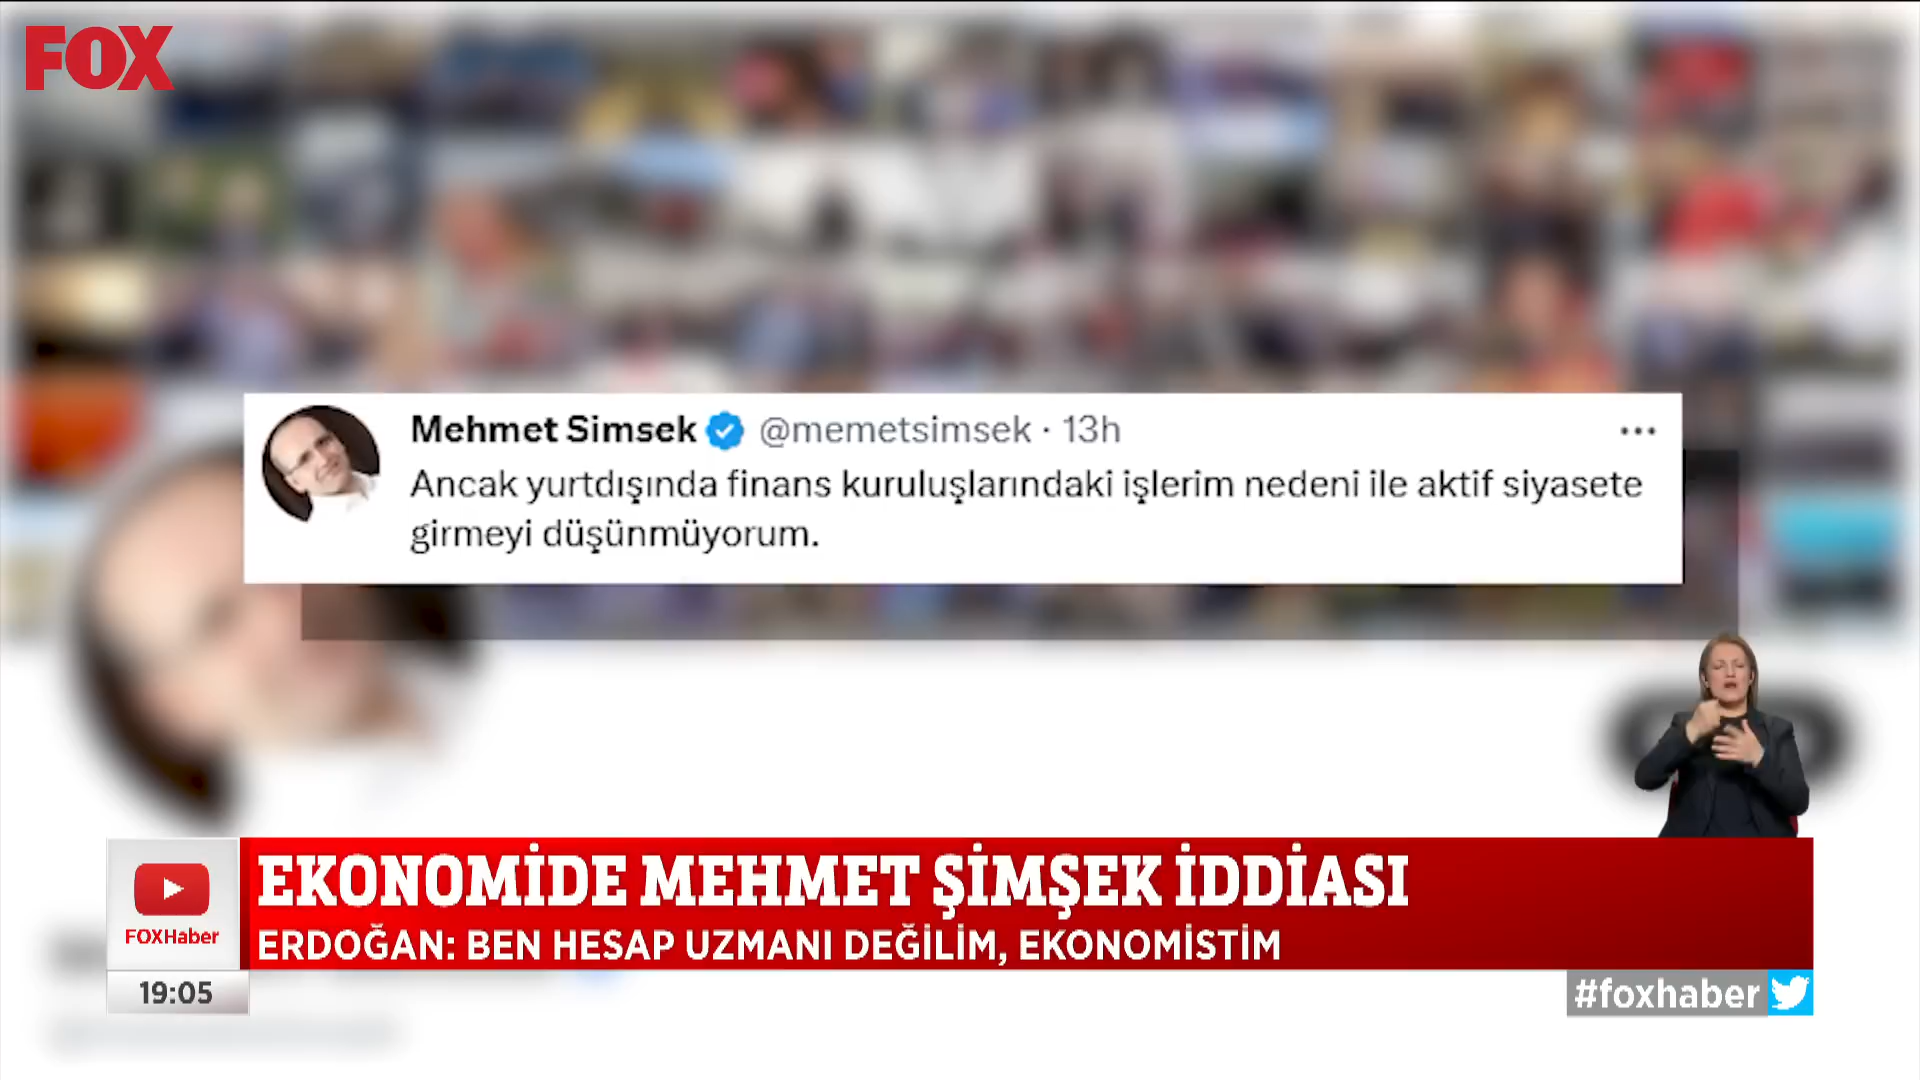 FOX
Mehmet Simsek @memetsimsek · 13h
Ancak yurtdışında finans kuruluşlarındaki işlerim nedeni ile aktif siyasete
girmeyi düşünmüyorum.
EKONOMİDE MEHMET ŞİMŞEK İDDİASI
FOXHaber
ERDOĞAN: BEN HESAP UZMANI DEĞİLİM, EKONOMİSTİM
19:05
#foxhaber